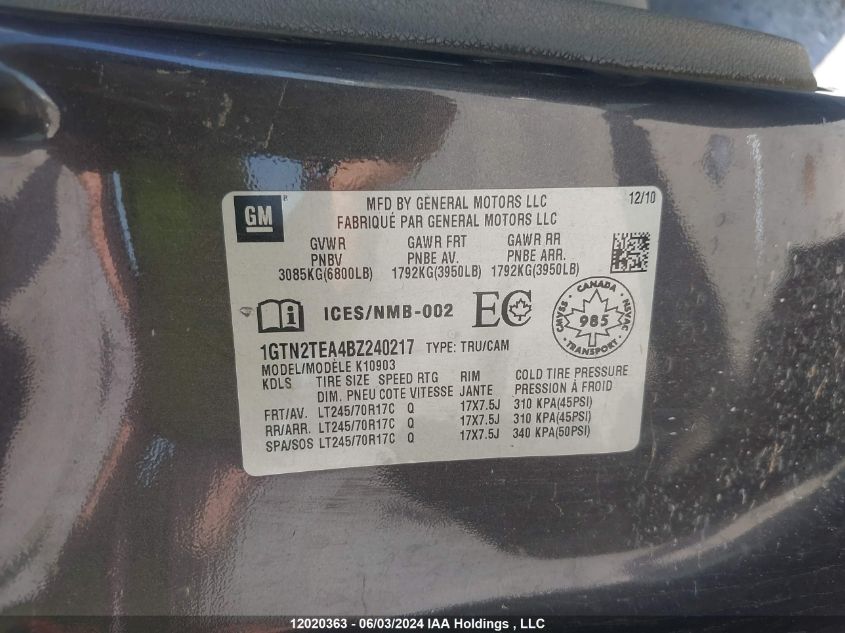 GM
MFD BY GENERAL MOTORS LLC 12/10
FABRIQUÉ PAR GENERAL MOTORS LLC
GVWR GAWR FRT GAWR RR
PNBV PNBE AV. PNBE ARR.
3085KG(6800LB) 1792KG(3950LB) 1792KG(3950LB)
ICES/NMB-002 EC
CANADA
CMVSS 985 NSVAC
TRANSPORT
1GTN2TEA4BZ240217 TYPE: TRU/CAM
MODEL/MODÈLE K10903
KDLS TIRE SIZE SPEED RTG RIM COLD TIRE PRESSURE
DIM. PNEU COTE VITESSE JANTE PRESSION À FROID
FRT/AV. LT245/70R17C Q 17X7.5J 310 KPA(45PSI)
RR/ARR. LT245/70R17C Q 17X7.5J 310 KPA(45PSI)
SPA/SOS LT245/70R17C Q 17X7.5J 340 KPA(50PSI)
12020363 - 06/03/2024 IAA Holdings , LLC